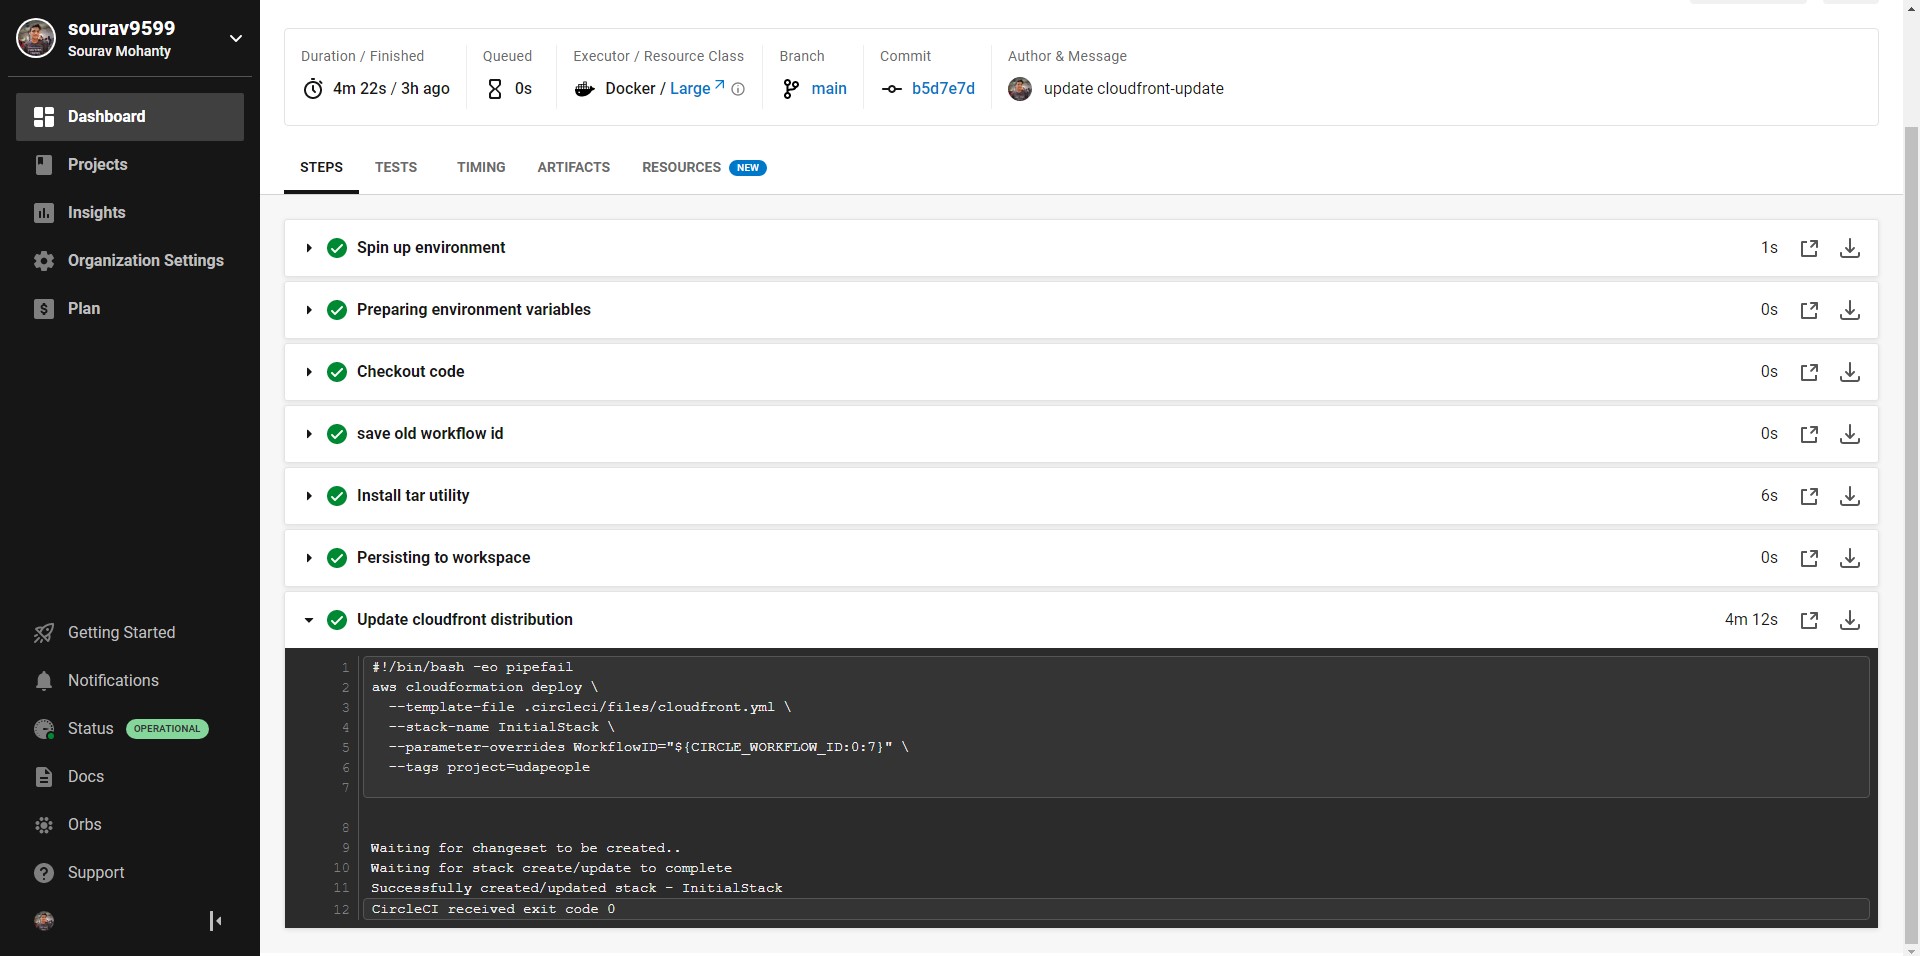 sourav9599
Sourav Mohanty
Dashboard
Projects
Insights
Organization Settings
Plan
Getting Started
Notifications
Status OPERATIONAL
Docs
Orbs
Support
Duration / Finished
4m 22s / 3h ago
Queued
0s
Executor / Resource Class
Docker / Large
Branch
main
Commit
b5d7e7d
Author & Message
update cloudfront-update
STEPS TESTS TIMING ARTIFACTS RESOURCES NEW
Spin up environment 1s
Preparing environment variables 0s
Checkout code 0s
save old workflow id 0s
Install tar utility 6s
Persisting to workspace 0s
Update cloudfront distribution 4m 12s
1 #!/bin/bash -eo pipefail
2 aws cloudformation deploy \
3 --template-file .circleci/files/cloudfront.yml \
4 --stack-name InitialStack \
5 --parameter-overrides WorkflowID="${CIRCLE_WORKFLOW_ID:0:7}" \
6 --tags project=udapeople
7
8
9 Waiting for changeset to be created..
10 Waiting for stack create/update to complete
11 Successfully created/updated stack - InitialStack
12 CircleCI received exit code 0